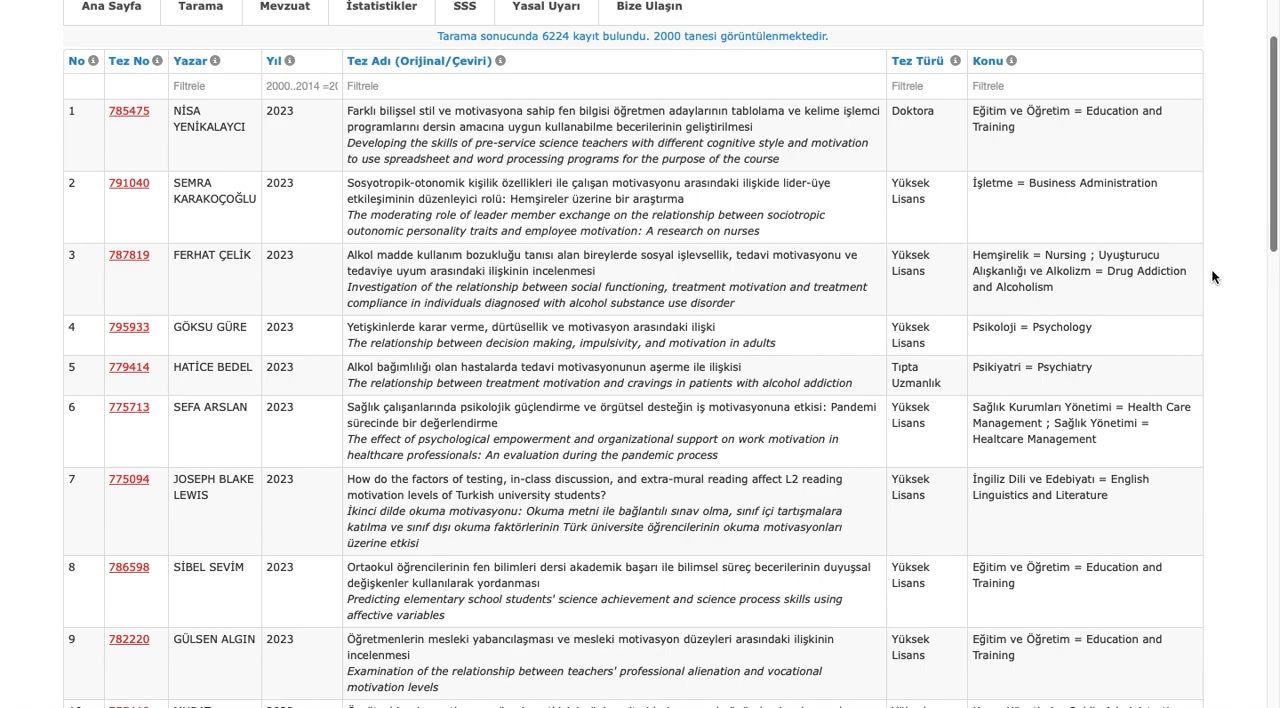 Ana Sayfa Tarama Mevzuat İstatistikler SSS Yasal Uyarı Bize Ulaşın
Tarama sonucunda 6224 kayıt bulundu. 2000 tanesi görüntülenmektedir.
No Tez No Yazar Yıl Tez Adı (Orijinal/Çeviri) Tez Türü Konu
Filtrele 2000..2014 =20 Filtrele Filtrele Filtrele
1 785475 NİSA YENİKALAYCI 2023
Farklı bilişsel stil ve motivasyona sahip fen bilgisi öğretmen adaylarının tablolama ve kelime işlemci
programlarını dersin amacına uygun kullanabilme becerilerinin geliştirilmesi
Developing the skills of pre-service science teachers with different cognitive style and motivation
to use spreadsheet and word processing programs for the purpose of the course
Doktora
Eğitim ve Öğretim = Education and
Training
2 791040 SEMRA KARAKOÇOĞLU 2023
Sosyotropik-otonomik kişilik özellikleri ile çalışan motivasyonu arasındaki ilişkide lider-üye
etkileşiminin düzenleyici rolü: Hemşireler üzerine bir araştırma
The moderating role of leader member exchange on the relationship between sociotropic
outonomic personality traits and employee motivation: A research on nurses
Yüksek
Lisans
İşletme = Business Administration
3 787819 FERHAT ÇELİK 2023
Alkol madde kullanım bozukluğu tanısı alan bireylerde sosyal işlevsellik, tedavi motivasyonu ve
tedaviye uyum arasındaki ilişkinin incelenmesi
Investigation of the relationship between social functioning, treatment motivation and treatment
compliance in individuals diagnosed with alcohol substance use disorder
Yüksek
Lisans
Hemşirelik = Nursing ; Uyuşturucu
Alışkanlığı ve Alkolizm = Drug Addiction
and Alcoholism
4 795933 GÖKSU GÜRE 2023
Yetişkinlerde karar verme, dürtüsellik ve motivasyon arasındaki ilişki
The relationship between decision making, impulsivity, and motivation in adults
Yüksek
Lisans
Psikoloji = Psychology
5 779414 HATİCE BEDEL 2023
Alkol bağımlılığı olan hastalarda tedavi motivasyonunun aşerme ile ilişkisi
The relationship between treatment motivation and cravings in patients with alcohol addiction
Tıpta
Uzmanlık
Psikiyatri = Psychiatry
6 775713 SEFA ARSLAN 2023
Sağlık çalışanlarında psikolojik güçlendirme ve örgütsel desteğin iş motivasyonuna etkisi: Pandemi
sürecinde bir değerlendirme
The effect of psychological empowerment and organizational support on work motivation in
healthcare professionals: An evaluation during the pandemic process
Yüksek
Lisans
Sağlık Kurumları Yönetimi = Health Care
Management ; Sağlık Yönetimi =
Healtcare Management
7 775094 JOSEPH BLAKE LEWIS 2023
How do the factors of testing, in-class discussion, and extra-mural reading affect L2 reading
motivation levels of Turkish university students?
İkinci dilde okuma motivasyonu: Okuma metni ile bağlantılı sınav olma, sınıf içi tartışmalara
katılma ve sınıf dışı okuma faktörlerinin Türk üniversite öğrencilerinin okuma motivasyonları
üzerine etkisi
Yüksek
Lisans
İngiliz Dili ve Edebiyatı = English
Linguistics and Literature
8 786598 SİBEL SEVİM 2023
Ortaokul öğrencilerinin fen bilimleri dersi akademik başarı ile bilimsel süreç becerilerinin duyuşsal
değişkenler kullanılarak yordanması
Predicting elementary school students' science achievement and science process skills using
affective variables
Yüksek
Lisans
Eğitim ve Öğretim = Education and
Training
9 782220 GÜLSEN ALGIN 2023
Öğretmenlerin mesleki yabancılaşması ve mesleki motivasyon düzeyleri arasındaki ilişkinin
incelenmesi
Examination of the relationship between teachers' professional alienation and vocational
motivation levels
Yüksek
Lisans
Eğitim ve Öğretim = Education and
Training